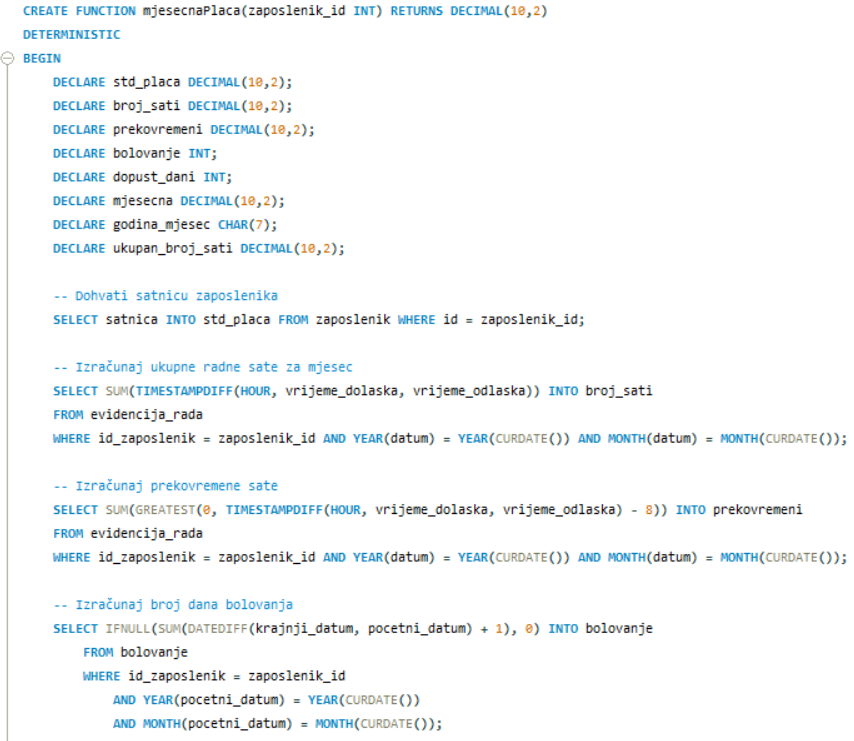 CREATE FUNCTION mjesecnaPlaca(zaposlenik_id INT) RETURNS DECIMAL(10,2)
DETERMINISTIC
BEGIN
    DECLARE std_placa DECIMAL(10,2);
    DECLARE broj_sati DECIMAL(10,2);
    DECLARE prekovremeni DECIMAL(10,2);
    DECLARE bolovanje INT;
    DECLARE dopust_dani INT;
    DECLARE mjesecna DECIMAL(10,2);
    DECLARE godina_mjesec CHAR(7);
    DECLARE ukupan_broj_sati DECIMAL(10,2);
    -- Dohvati satnicu zaposlenika
    SELECT satnica INTO std_placa FROM zaposlenik WHERE id = zaposlenik_id;
    -- Izračunaj ukupne radne sate za mjesec
    SELECT SUM(TIMESTAMPDIFF(HOUR, vrijeme_dolaska, vrijeme_odlaska)) INTO broj_sati
    FROM evidencija_rada
    WHERE id_zaposlenik = zaposlenik_id AND YEAR(datum) = YEAR(CURDATE()) AND MONTH(datum) = MONTH(CURDATE());
    -- Izračunaj prekovremene sate
    SELECT SUM(GREATEST(0, TIMESTAMPDIFF(HOUR, vrijeme_dolaska, vrijeme_odlaska) - 8)) INTO prekovremeni
    FROM evidencija_rada
    WHERE id_zaposlenik = zaposlenik_id AND YEAR(datum) = YEAR(CURDATE()) AND MONTH(datum) = MONTH(CURDATE());
    -- Izračunaj broj dana bolovanja
    SELECT IFNULL(SUM(DATEDIFF(krajnji_datum, pocetni_datum) + 1), 0) INTO bolovanje
        FROM bolovanje
        WHERE id_zaposlenik = zaposlenik_id
            AND YEAR(pocetni_datum) = YEAR(CURDATE())
            AND MONTH(pocetni_datum) = MONTH(CURDATE());